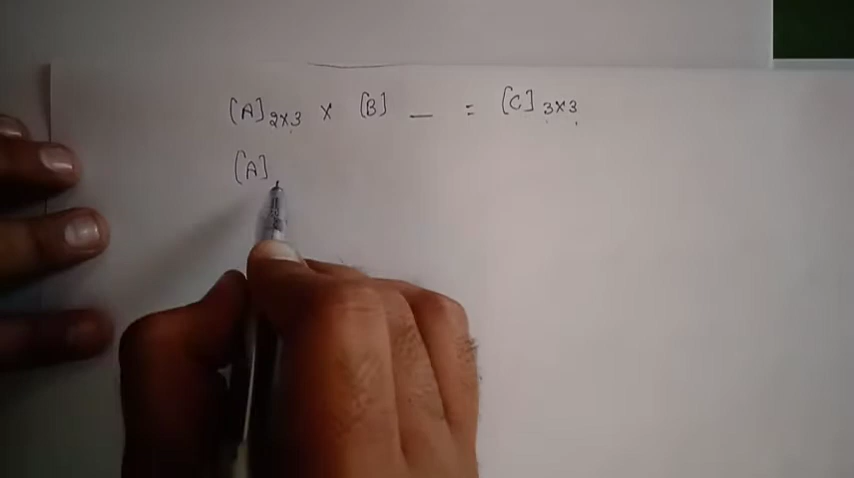 [A] 2x3 x [B] _ = [C] 3x3
[A]